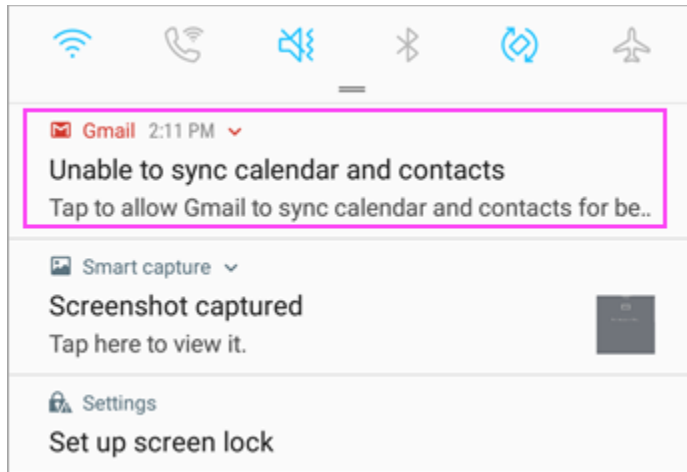 Gmail 2:11 PM
Unable to sync calendar and contacts
Tap to allow Gmail to sync calendar and contacts for be..
Smart capture
Screenshot captured
Tap here to view it.
Settings
Set up screen lock